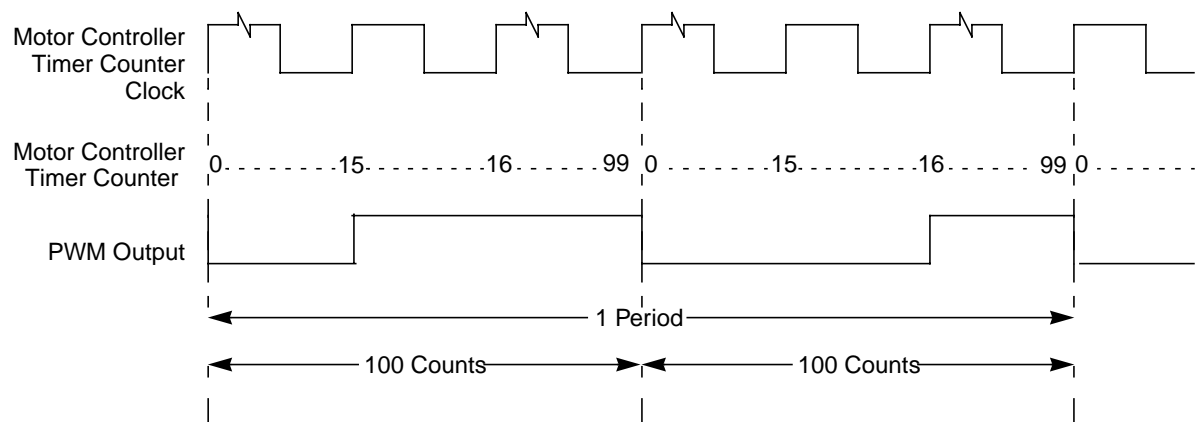 Motor Controller
Timer Counter
Clock
Motor Controller
Timer Counter
0 15 16 99 0 15 16 99 0
PWM Output
1 Period
100 Counts 100 Counts